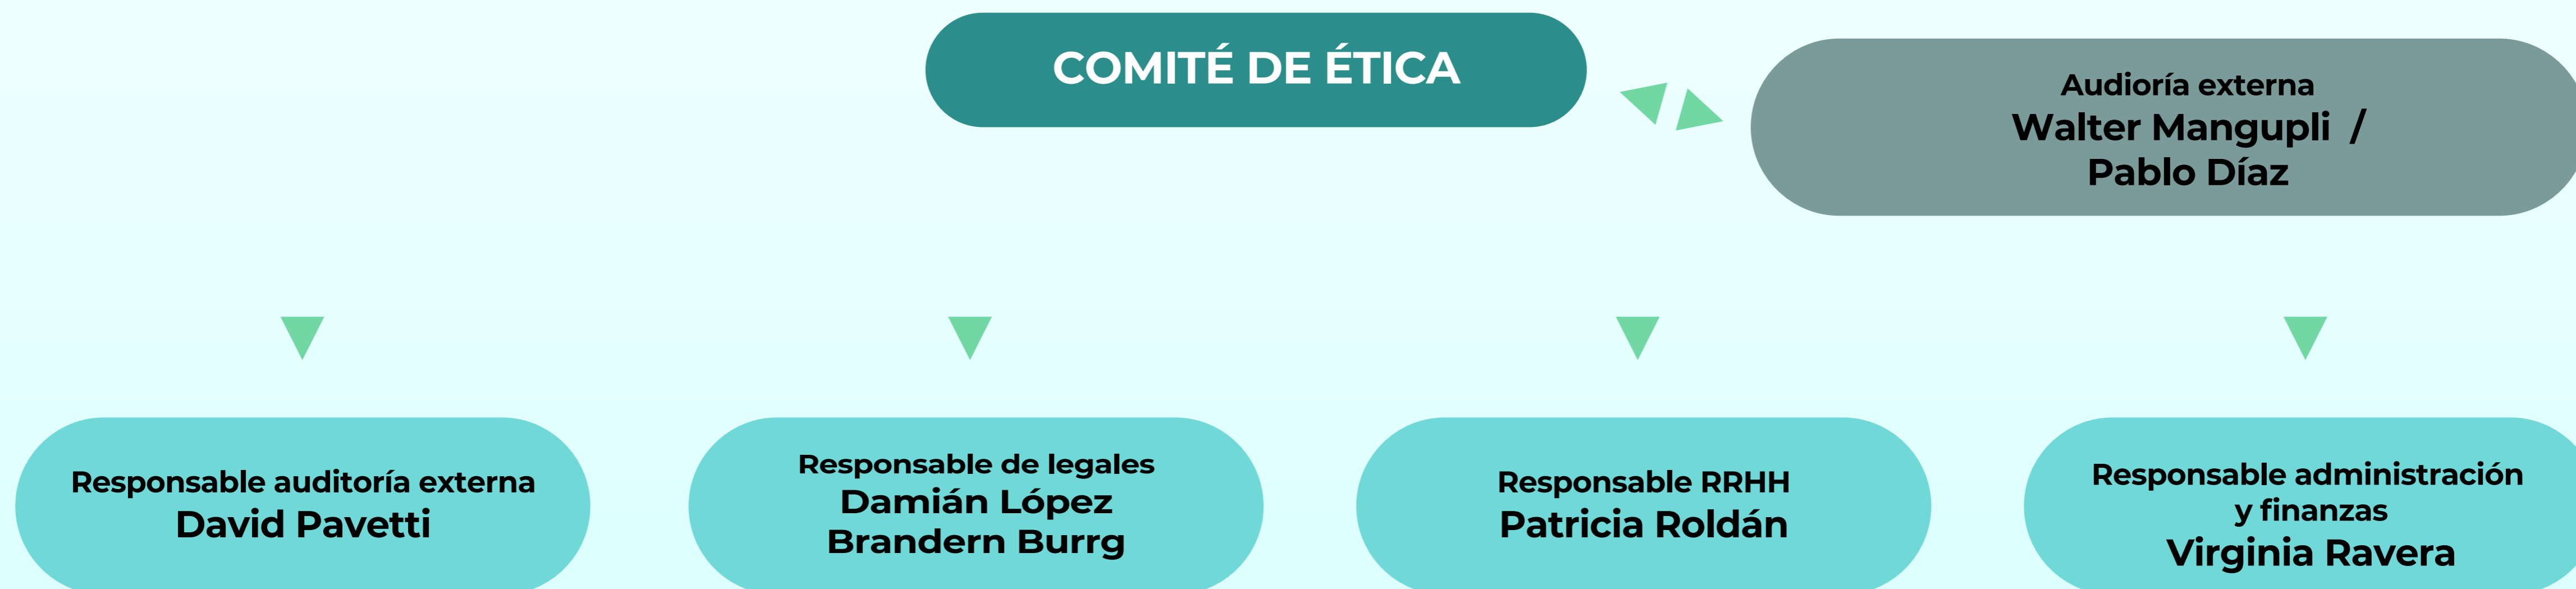 COMITÉ DE ÉTICA
Audioría externa
Walter Mangupli /
Pablo Díaz
Responsable auditoría externa
David Pavetti
Responsable de legales
Damián López
Brandern Burrg
Responsable RRHH
Patricia Roldán
Responsable administración
y finanzas
Virginia Ravera